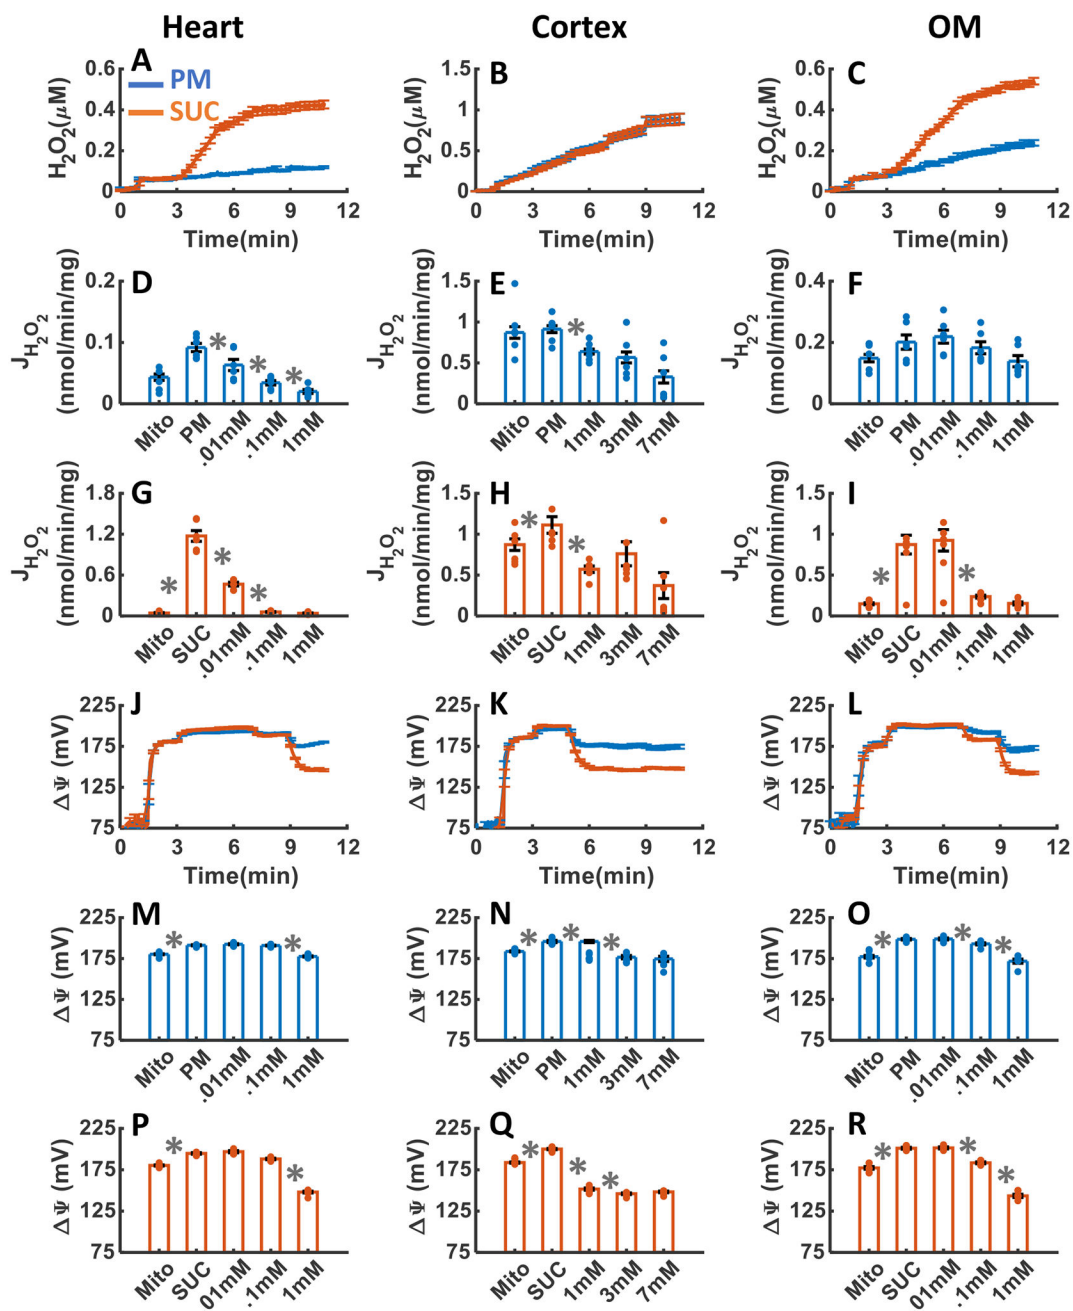 Heart Cortex OM
A B C
PM
SUC
H2O2(μM) H2O2(μM) H2O2(μM)
0.6 1.5 0.6
0.4 1 0.4
0.2 0.5 0.2
0 0 0
0 3 6 9 12 0 3 6 9 12 0 3 6 9 12
Time(min) Time(min) Time(min)
D E F
JH2O2 JH2O2 JH2O2
(nmol/min/mg) (nmol/min/mg) (nmol/min/mg)
0.2 1.5 0.4
1
0.1 0.2
0.5
0 0 0
* * * *
Mito PM .01mM .1mM 1mM Mito PM 1mM 3mM 7mM Mito PM .01mM .1mM 1mM
G H I
JH2O2 JH2O2 JH2O2
(nmol/min/mg) (nmol/min/mg) (nmol/min/mg)
1.8 1.5 1.5
1.2 1 1
0.6 0.5 0.5
0 0 0
* * * * * * *
Mito SUC .01mM .1mM 1mM Mito SUC 1mM 3mM 7mM Mito SUC .01mM .1mM 1mM
J K L
ΔΨ (mV) ΔΨ (mV) ΔΨ (mV)
225 225 225
175 175 175
125 125 125
75 75 75
0 3 6 9 12 0 3 6 9 12 0 3 6 9 12
Time(min) Time(min) Time(min)
M N O
ΔΨ (mV) ΔΨ (mV) ΔΨ (mV)
225 225 225
175 175 175
125 125 125
75 75 75
* * * * * * * *
Mito PM .01mM .1mM 1mM Mito PM 1mM 3mM 7mM Mito PM .01mM .1mM 1mM
P Q R
ΔΨ (mV) ΔΨ (mV) ΔΨ (mV)
225 225 225
175 175 175
125 125 125
75 75 75
* * * * * * * *
Mito SUC 01mM .1mM 1mM Mito SUC 1mM 3mM 7mM Mito SUC 01mM .1mM 1mM